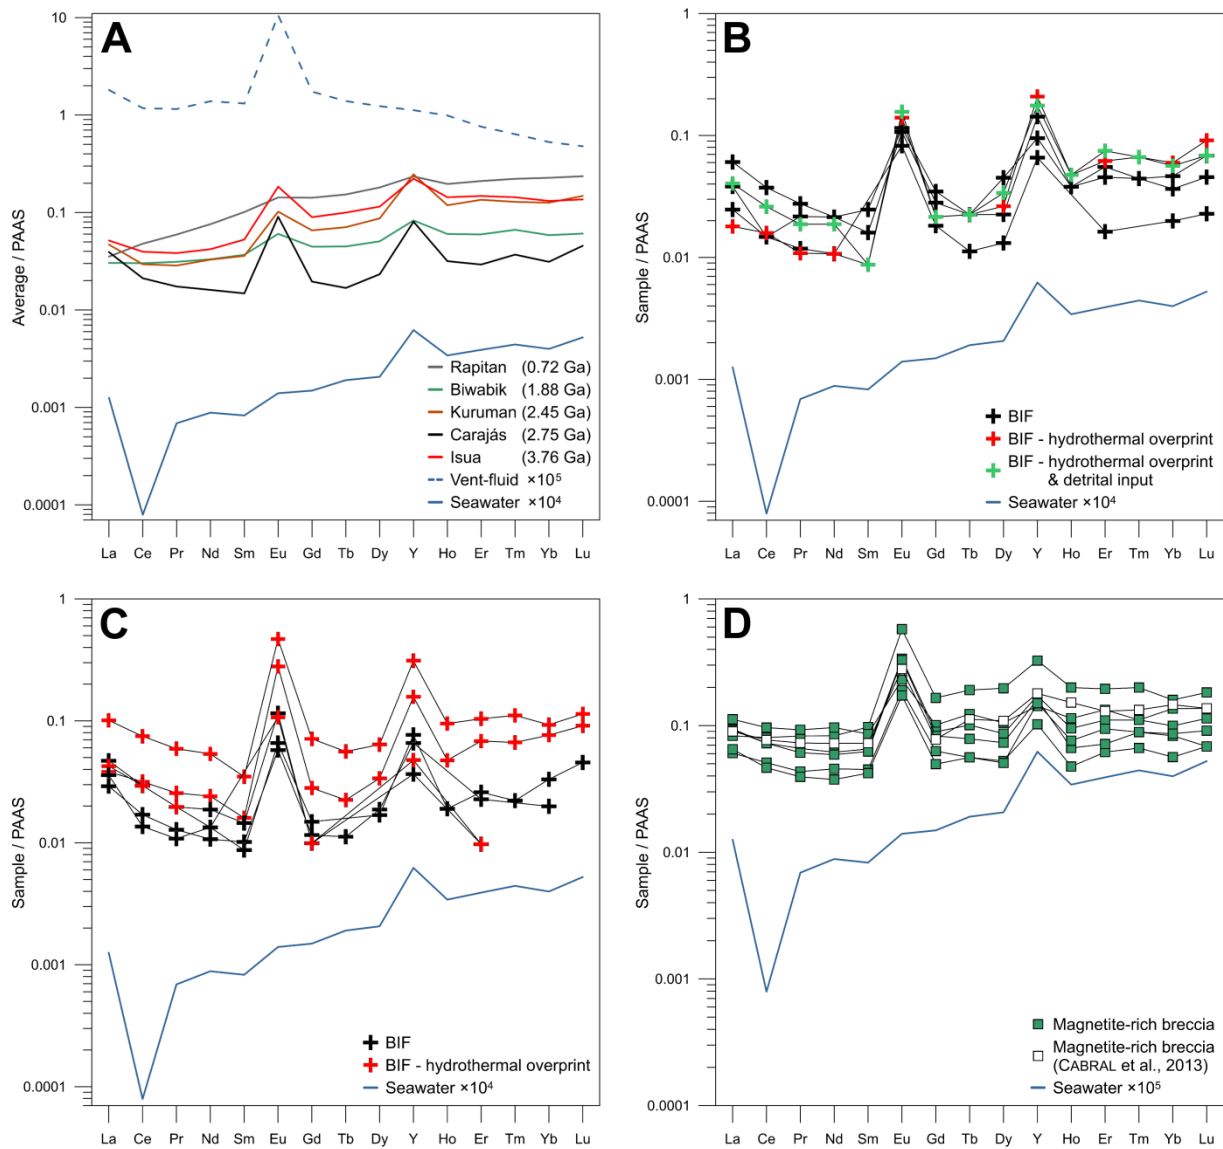 A
10
1
0.1
0.01
0.001
0.0001
Average / PAAS
Rapitan (0.72 Ga)
Biwabik (1.88 Ga)
Kuruman (2.45 Ga)
Carajás (2.75 Ga)
Isua (3.76 Ga)
Vent-fluid ×10⁵
Seawater ×10⁴
La Ce Pr Nd Sm Eu Gd Tb Dy Y Ho Er Tm Yb Lu
B
1
0.1
0.01
0.001
0.0001
Sample / PAAS
BIF
BIF - hydrothermal overprint
BIF - hydrothermal overprint
& detrital input
Seawater ×10⁴
La Ce Pr Nd Sm Eu Gd Tb Dy Y Ho Er Tm Yb Lu
C
1
0.1
0.01
0.001
0.0001
Sample / PAAS
BIF
BIF - hydrothermal overprint
Seawater ×10⁴
La Ce Pr Nd Sm Eu Gd Tb Dy Y Ho Er Tm Yb Lu
D
1
0.1
0.01
0.001
0.0001
Sample / PAAS
Magnetite-rich breccia
Magnetite-rich breccia
(CABRAL et al., 2013)
Seawater ×10⁵
La Ce Pr Nd Sm Eu Gd Tb Dy Y Ho Er Tm Yb Lu